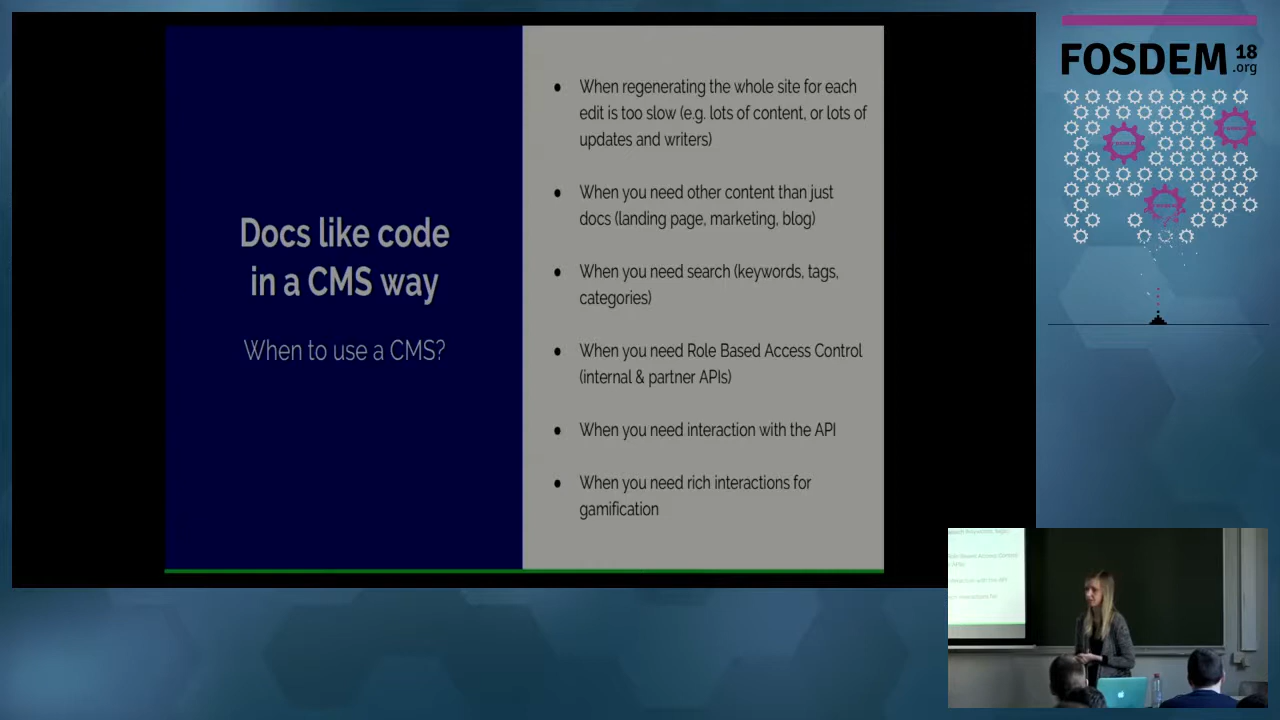 Docs like code
in a CMS way
When to use a CMS?
● When regenerating the whole site for each
edit is too slow (e.g. lots of content, or lots of
updates and writers)
● When you need other content than just
docs (landing page, marketing, blog)
● When you need search (keywords, tags,
categories)
● When you need Role Based Access Control
(internal & partner APIs)
● When you need interaction with the API
● When you need rich interactions for
gamification
FOSDEM 18
.org